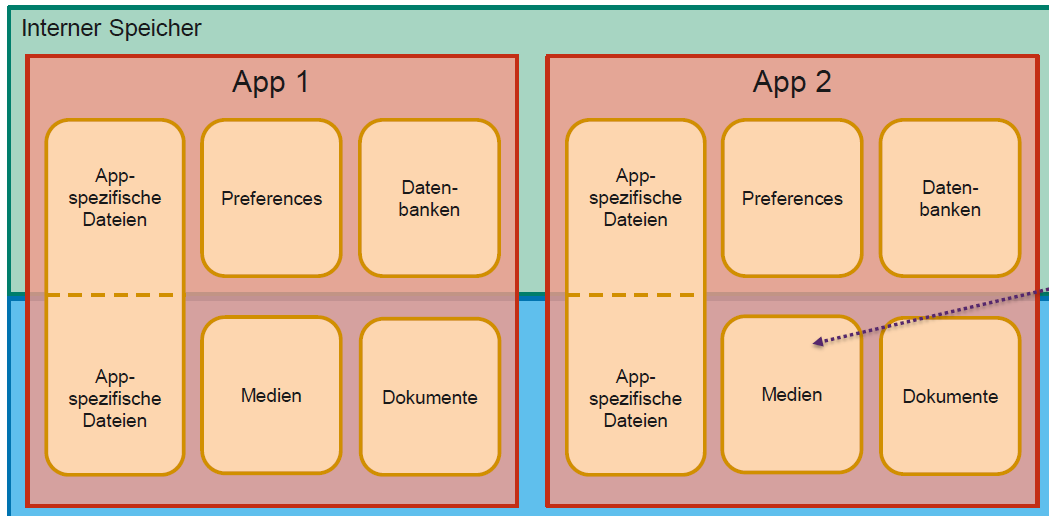 Interner Speicher
App 1
App-
spezifische
Dateien
Preferences
Daten-
banken
App-
spezifische
Dateien
Medien
Dokumente
App 2
App-
spezifische
Dateien
Preferences
Daten-
banken
App-
spezifische
Dateien
Medien
Dokumente